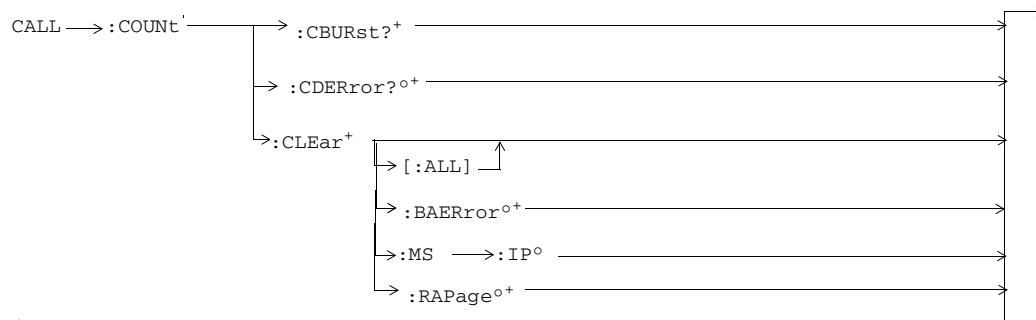 CALL :COUNt :CBURst?+
:CDERror?○+
:CLEar+
[:ALL]
:BAERror○+
:MS :IP○
:RAPage○+